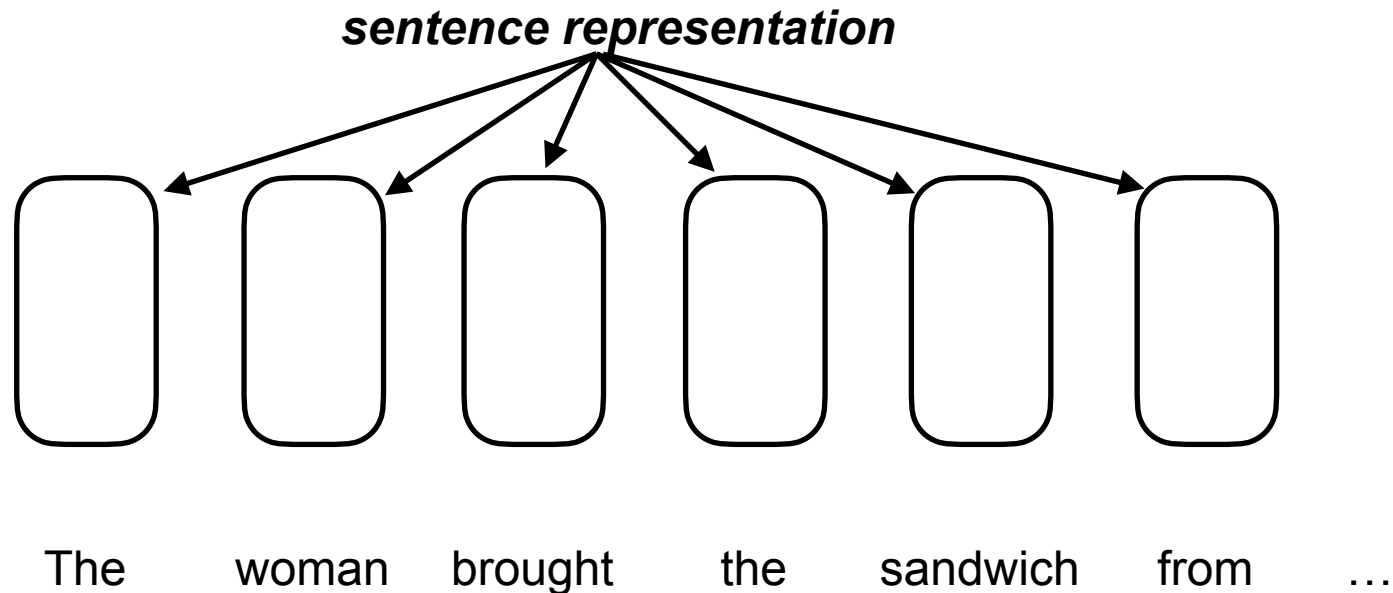 sentence representation
The woman brought the sandwich from …